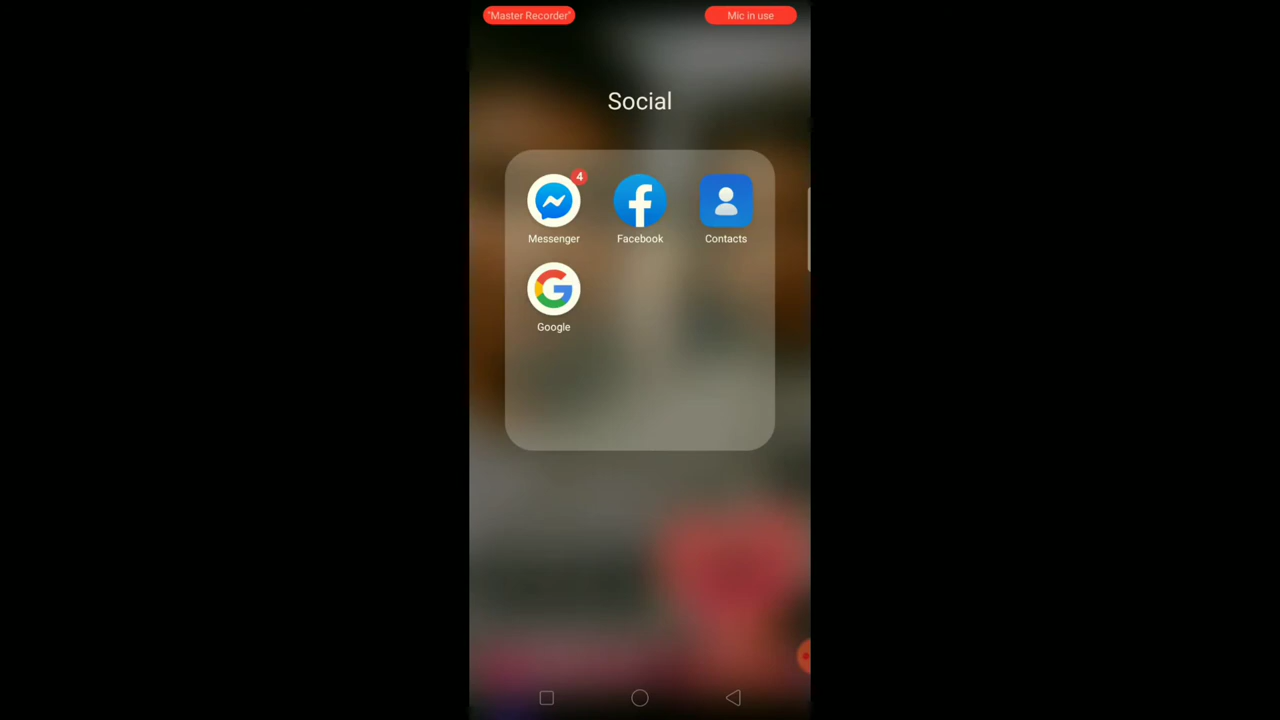 "Master Recorder"
Mic in use
Social
4
Messenger
Facebook
Contacts
Google